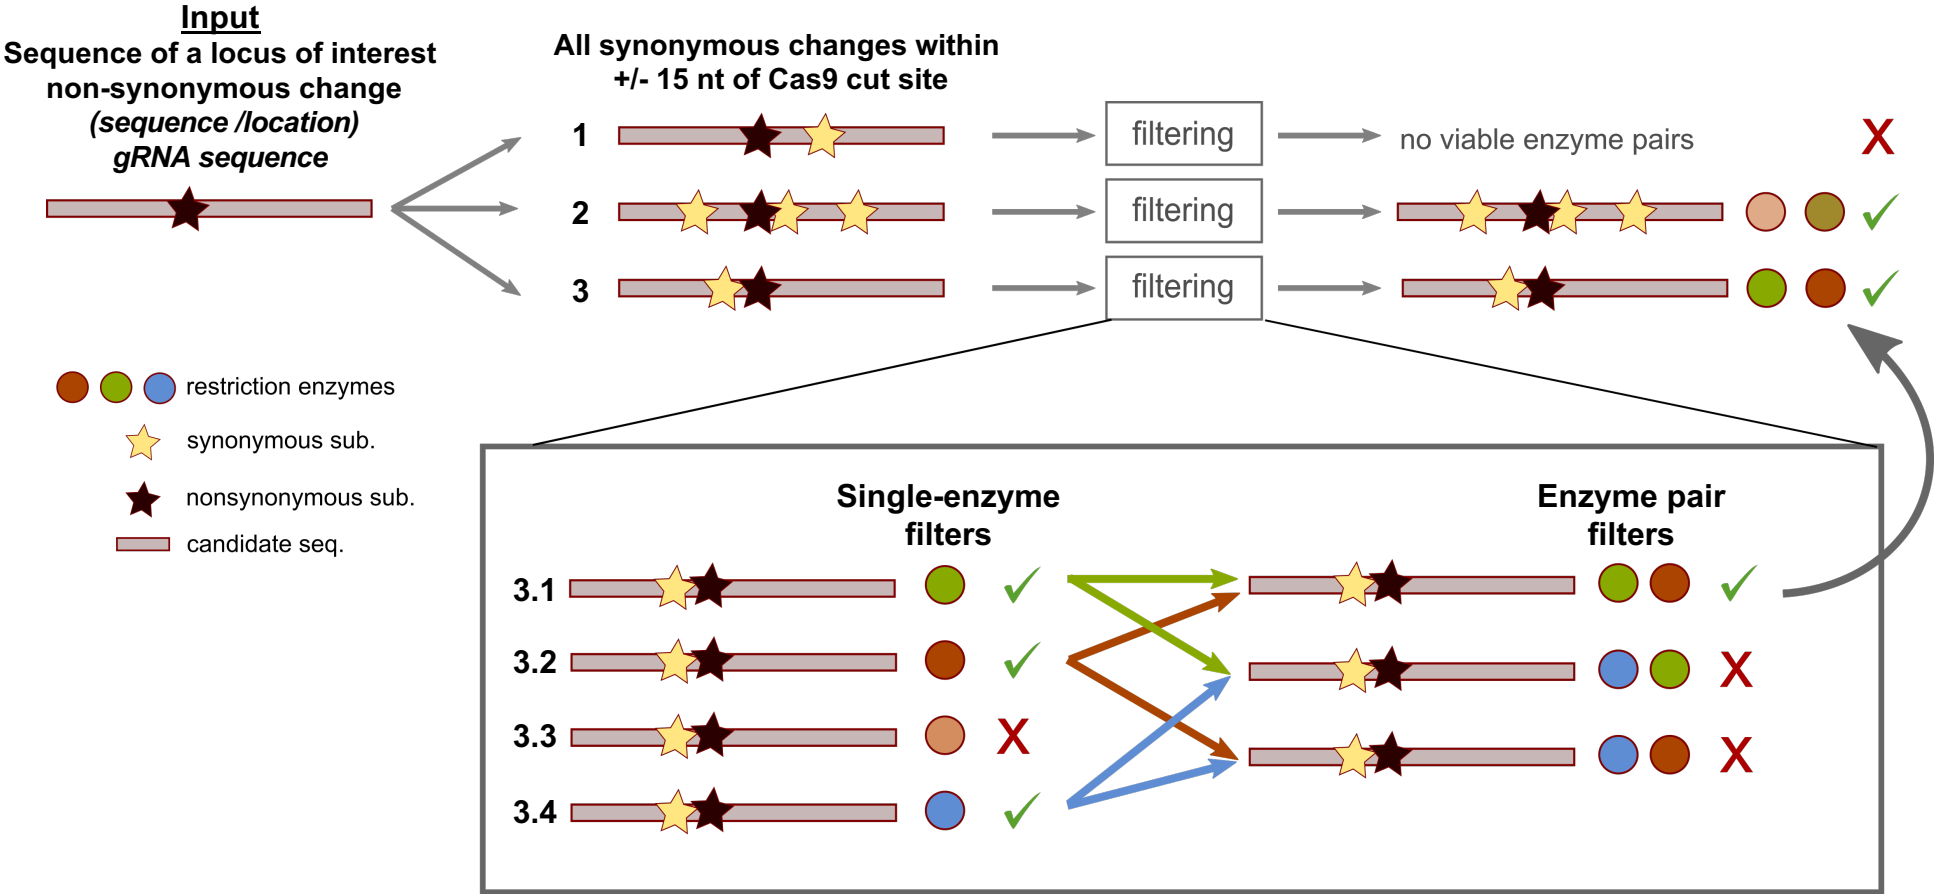 Input
Sequence of a locus of interest
non-synonymous change
(sequence /location)
gRNA sequence
All synonymous changes within
+/- 15 nt of Cas9 cut site
1
filtering
no viable enzyme pairs
X
2
filtering
3
filtering
restriction enzymes
synonymous sub.
nonsynonymous sub.
candidate seq.
Single-enzyme
filters
Enzyme pair
filters
3.1
3.2
X
3.3
X
X
3.4